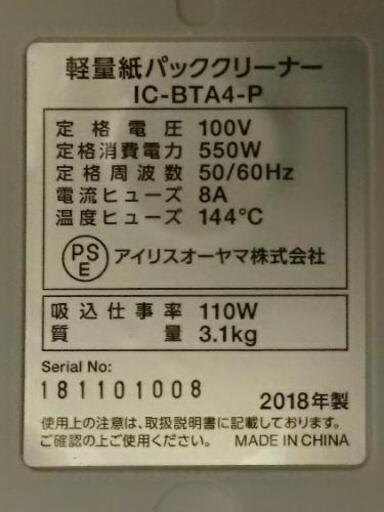 軽量紙パッククリーナー
IC-BTA4-P
定格電圧 100V
定格消費電力 550W
定格周波数 50/60Hz
電流ヒューズ 8A
温度ヒューズ 144℃
PSE アイリスオーヤマ株式会社
吸込仕事率 110W
質量 3.1kg
Serial No:
181101008 2018年製
使用上の注意は、取扱説明書に記載しております。
ご確認の上ご使用ください。 MADE IN CHINA